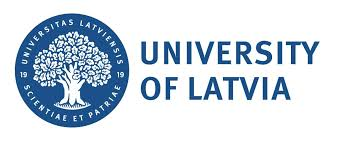 UNIVERSITAS LATVIENSIS
19 19
SCIENTIAE ET PATRIAE
UNIVERSITY
OF LATVIA